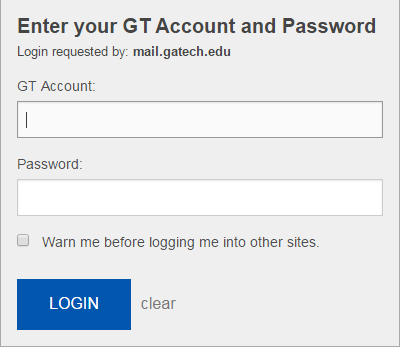 Enter your GT Account and Password
Login requested by: mail.gatech.edu
GT Account:
Password:
Warn me before logging me into other sites.
LOGIN clear